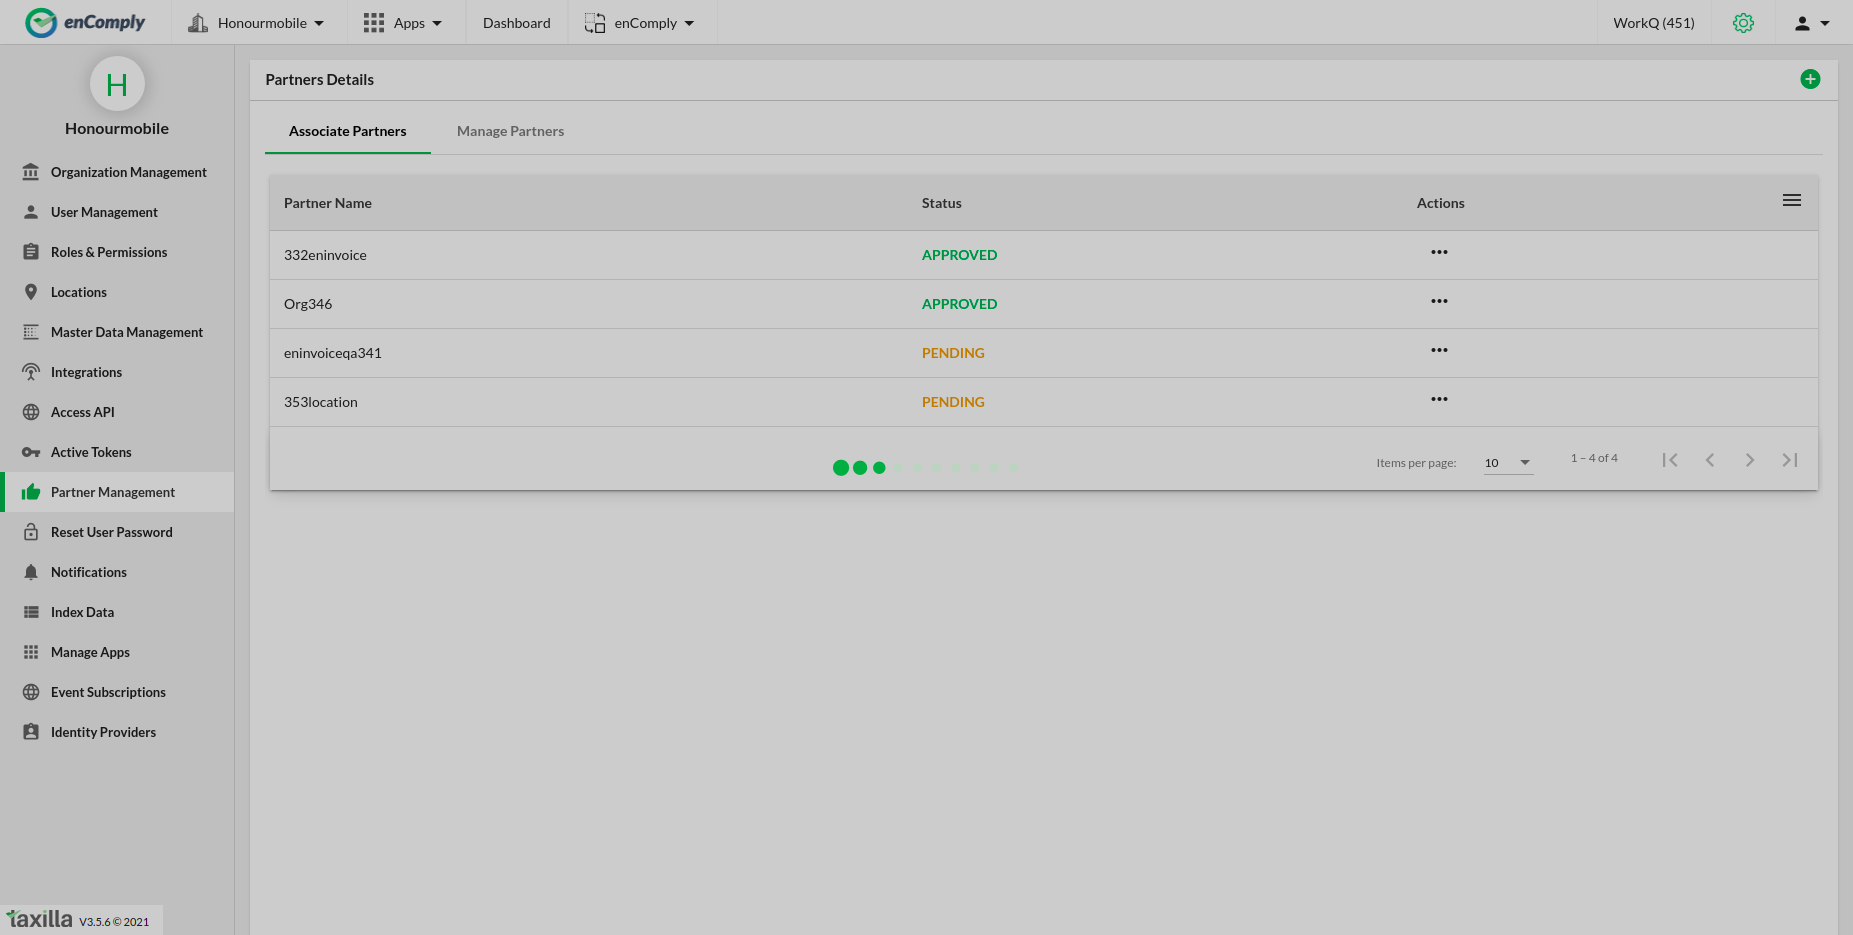 enComply
Honourmobile
Apps
Dashboard
enComply
WorkQ (451)
H
Honourmobile
Organization Management
User Management
Roles & Permissions
Locations
Master Data Management
Integrations
Access API
Active Tokens
Partner Management
Reset User Password
Notifications
Index Data
Manage Apps
Event Subscriptions
Identity Providers
taxilla V3.5.6 © 2021
Partners Details
Associate Partners
Manage Partners
Partner Name Status Actions
332eninvoice APPROVED
Org346 APPROVED
eninvoiceqa341 PENDING
353location PENDING
Items per page: 10 1 – 4 of 4